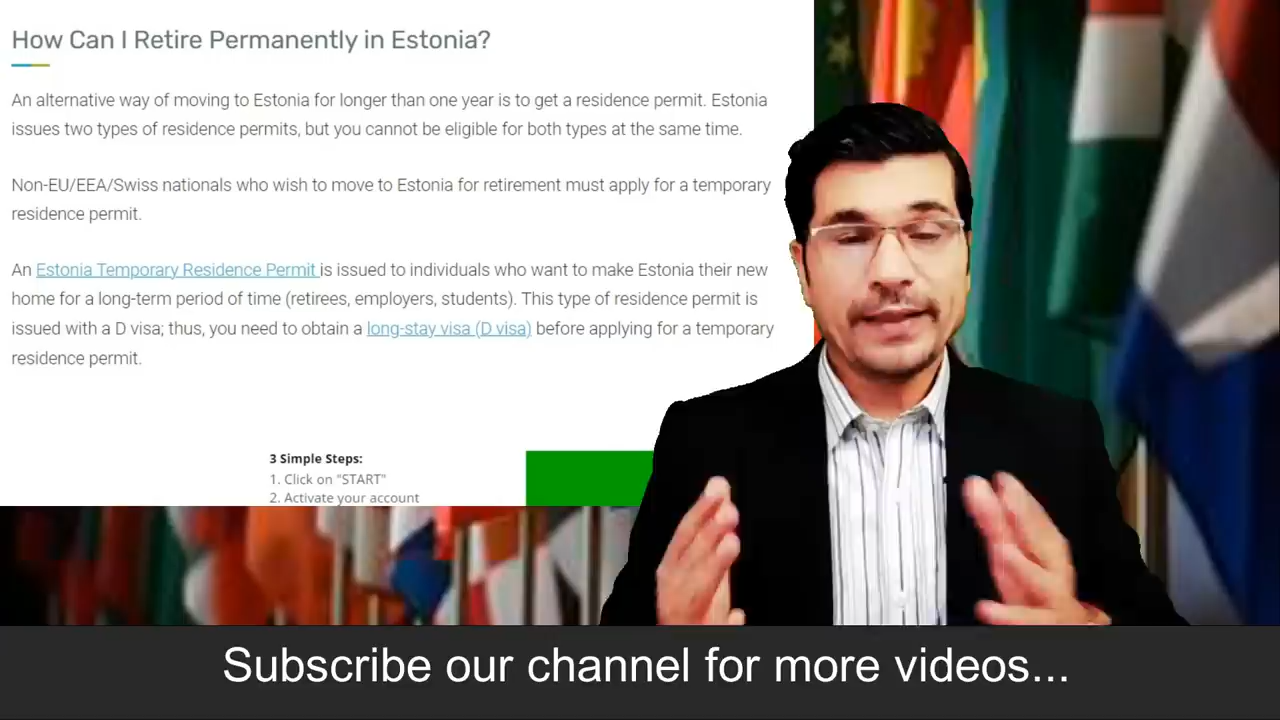 How Can I Retire Permanently in Estonia?
An alternative way of moving to Estonia for longer than one year is to get a residence permit. Estonia
issues two types of residence permits, but you cannot be eligible for both types at the same time.
Non-EU/EEA/Swiss nationals who wish to move to Estonia for retirement must apply for a temporary
residence permit.
An Estonia Temporary Residence Permit is issued to individuals who want to make Estonia their new
home for a long-term period of time (retirees, employers, students). This type of residence permit is
issued with a D visa; thus, you need to obtain a long-stay visa (D visa) before applying for a temporary
residence permit.
3 Simple Steps:
1. Click on "START"
2. Activate your account
Subscribe our channel for more videos...